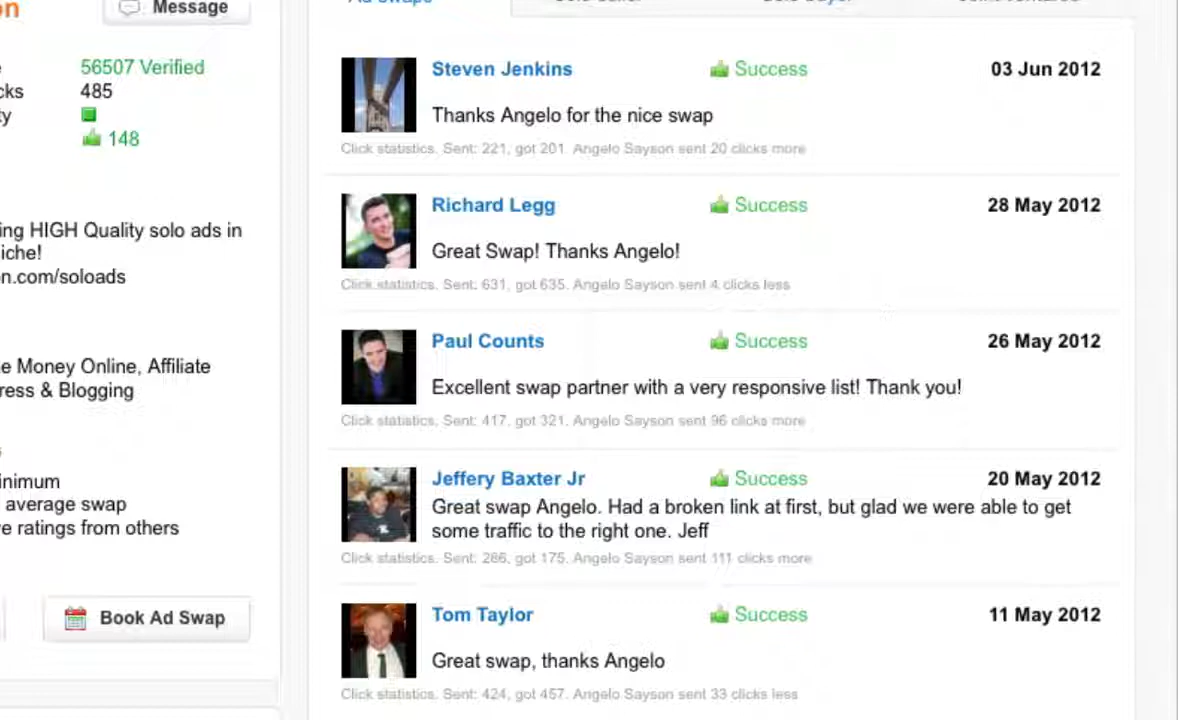 on
Message
56507 Verified
cks
485
ty
148
ing HIGH Quality solo ads in
iche!
n.com/soloads
e Money Online, Affiliate
ress & Blogging
inimum
average swap
e ratings from others
Book Ad Swap
Steven Jenkins Success 03 Jun 2012
Thanks Angelo for the nice swap
Click statistics. Sent: 221, got 201. Angelo Sayson sent 20 clicks more
Richard Legg Success 28 May 2012
Great Swap! Thanks Angelo!
Click statistics. Sent: 631, got 635. Angelo Sayson sent 4 clicks less
Paul Counts Success 26 May 2012
Excellent swap partner with a very responsive list! Thank you!
Click statistics. Sent: 417, got 321. Angelo Sayson sent 96 clicks more
Jeffery Baxter Jr Success 20 May 2012
Great swap Angelo. Had a broken link at first, but glad we were able to get
some traffic to the right one. Jeff
Click statistics. Sent: 286, got 175. Angelo Sayson sent 111 clicks more
Tom Taylor Success 11 May 2012
Great swap, thanks Angelo
Click statistics. Sent: 424, got 457. Angelo Sayson sent 33 clicks less